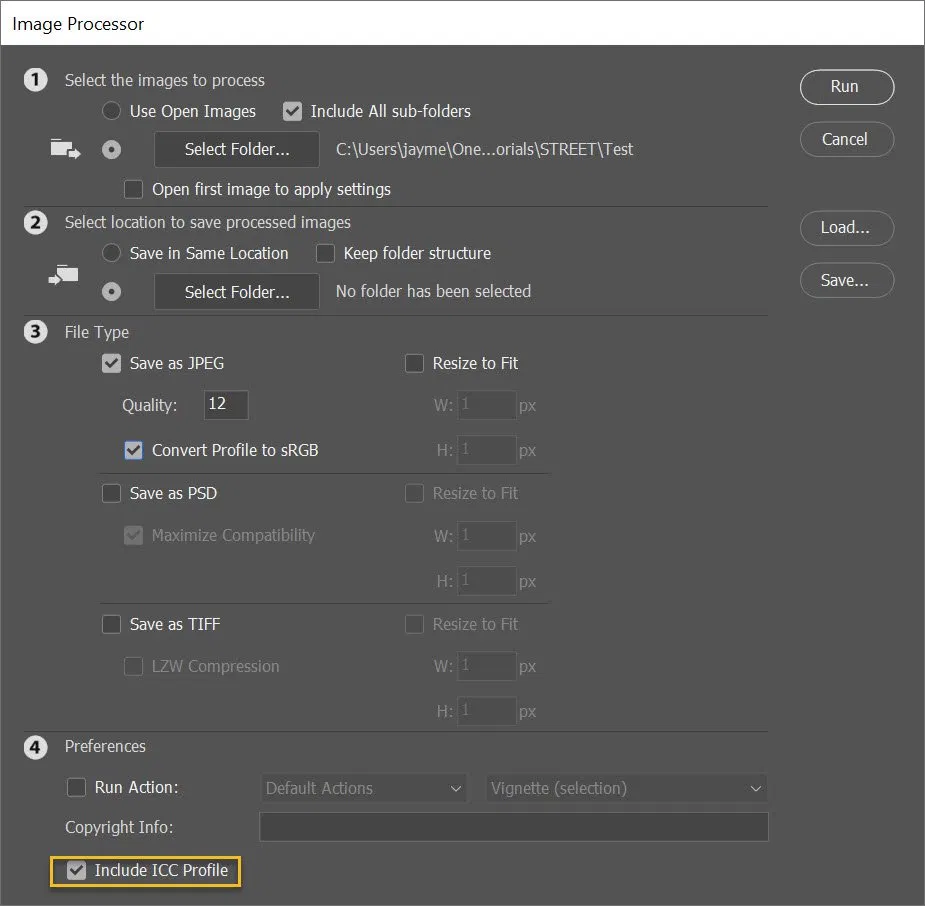 Image Processor
1 Select the images to process
Use Open Images Include All sub-folders Run
Select Folder... C:\Users\jayme\One...orials\STREET\Test Cancel
Open first image to apply settings
2 Select location to save processed images Load...
Save in Same Location Keep folder structure
Select Folder... No folder has been selected Save...
3 File Type
Save as JPEG Resize to Fit
Quality: 12 W: 1 px
Convert Profile to sRGB H: 1 px
Save as PSD Resize to Fit
Maximize Compatibility W: 1 px
H: 1 px
Save as TIFF Resize to Fit
LZW Compression W: 1 px
H: 1 px
4 Preferences
Run Action: Default Actions Vignette (selection)
Copyright Info:
Include ICC Profile